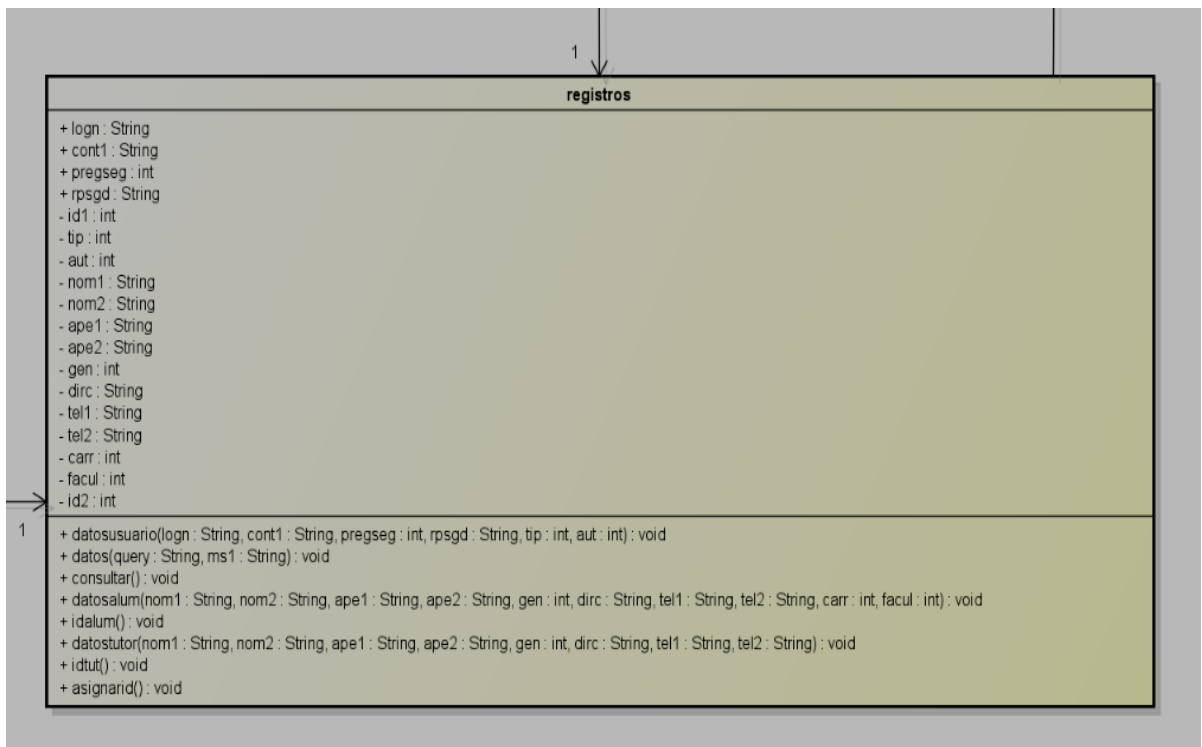 1
registros
+ logn : String
+ cont1 : String
+ pregseg : int
+ rpsgd : String
- id1 : int
- tip : int
- aut : int
- nom1 : String
- nom2 : String
- ape1 : String
- ape2 : String
- gen : int
- dirc : String
- tel1 : String
- tel2 : String
- carr : int
- facul : int
- id2 : int
1
+ datosusuario(logn : String, cont1 : String, pregseg : int, rpsgd : String, tip : int, aut : int) : void
+ datos(query : String, ms1 : String) : void
+ consultar() : void
+ datosalum(nom1 : String, nom2 : String, ape1 : String, ape2 : String, gen : int, dirc : String, tel1 : String, tel2 : String, carr : int, facul : int) : void
+ idalum() : void
+ datostutor(nom1 : String, nom2 : String, ape1 : String, ape2 : String, gen : int, dirc : String, tel1 : String, tel2 : String) : void
+ idtut() : void
+ asignarid() : void